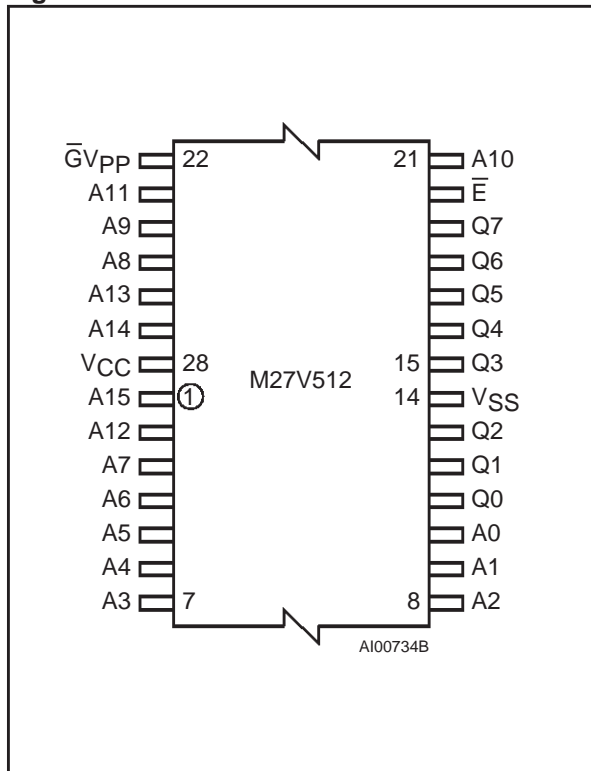 G̅VPP 22 21 A10
A11 E̅
A9 Q7
A8 Q6
A13 Q5
A14 Q4
VCC 28 15 Q3
M27V512
A15 1 14 VSS
A12 Q2
A7 Q1
A6 Q0
A5 A0
A4 A1
A3 7 8 A2
AI00734B